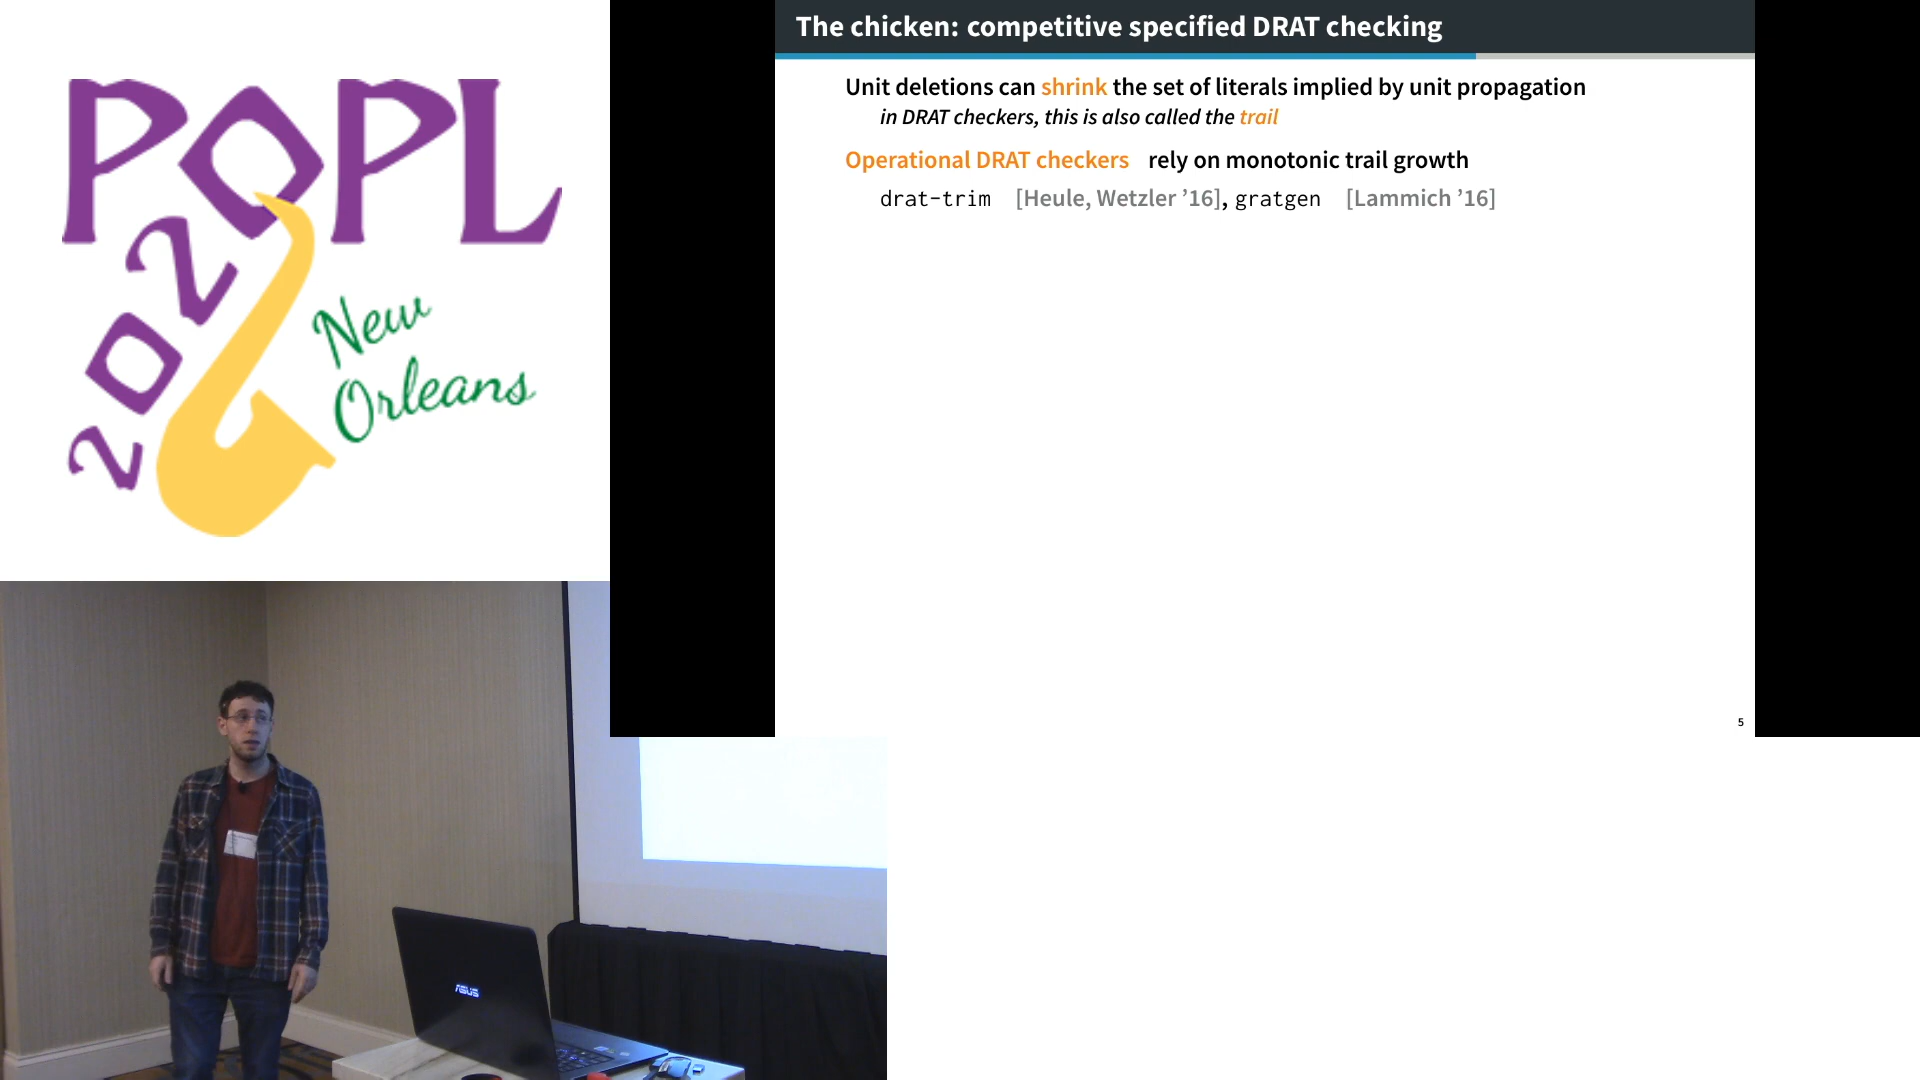 POPL
2020
New
Orleans
The chicken: competitive specified DRAT checking
Unit deletions can shrink the set of literals implied by unit propagation
in DRAT checkers, this is also called the trail
Operational DRAT checkers rely on monotonic trail growth
drat-trim [Heule, Wetzler ’16], gratgen [Lammich ’16]
5
ASUS